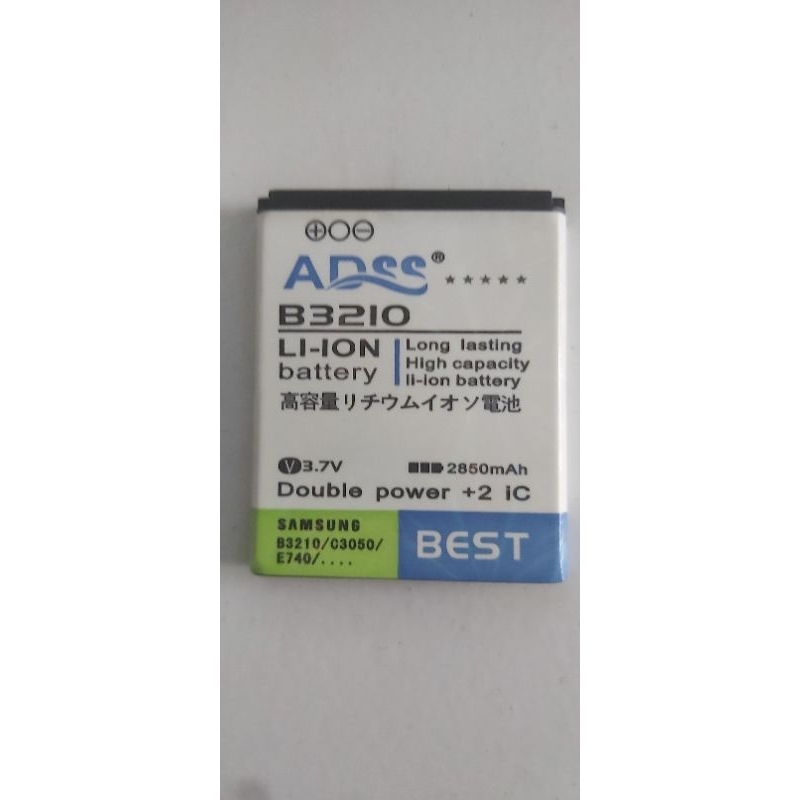 ADSS®
B3210
LI-ION
battery
Long lasting
High capacity
li-ion battery
高容量リチウムイオソ電池
V 3.7V
2850mAh
Double power +2 iC
SAMSUNG
B3210/C3050/
E740/....
BEST